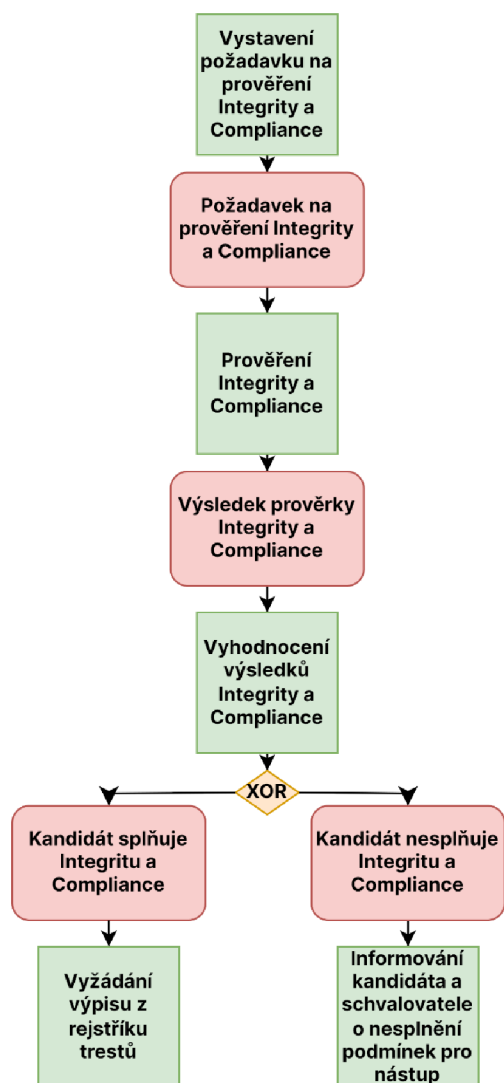 Vystavení
požadavku na
prověření
Integrity a
Compliance
Požadavek na
prověření Integrity
a Compliance
Prověření
Integrity a
Compliance
Výsledek prověrky
Integrity a
Compliance
Vyhodnocení
výsledků
Integrity a
Compliance
XOR
Kandidát splňuje
Integritu a
Compliance
Kandidát nesplňuje
Integritu a
Compliance
Vyžádání
výpisu z
rejstříku
trestů
Informování
kandidáta a
schvalovatele
o nesplnění
podmínek pro
nástup